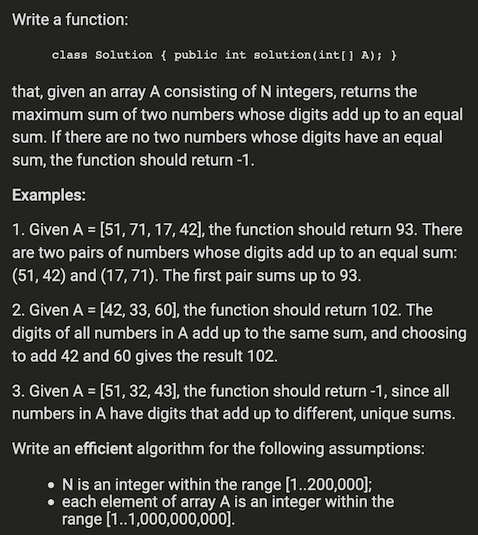 Write a function:
class Solution { public int solution(int[] A); }
that, given an array A consisting of N integers, returns the
maximum sum of two numbers whose digits add up to an equal
sum. If there are no two numbers whose digits have an equal
sum, the function should return -1.
Examples:
1. Given A = [51, 71, 17, 42], the function should return 93. There
are two pairs of numbers whose digits add up to an equal sum:
(51, 42) and (17, 71). The first pair sums up to 93.
2. Given A = [42, 33, 60], the function should return 102. The
digits of all numbers in A add up to the same sum, and choosing
to add 42 and 60 gives the result 102.
3. Given A = [51, 32, 43], the function should return -1, since all
numbers in A have digits that add up to different, unique sums.
Write an efficient algorithm for the following assumptions:
• N is an integer within the range [1..200,000];
• each element of array A is an integer within the
range [1..1,000,000,000].